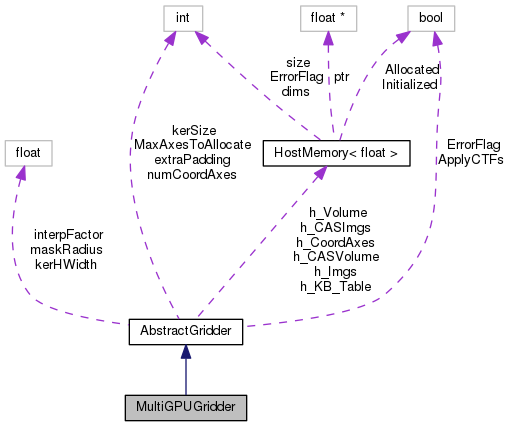 int
float *
bool
size
ErrorFlag
dims
ptr
Allocated
Initialized
kerSize
MaxAxesToAllocate
extraPadding
numCoordAxes
float
HostMemory< float >
ErrorFlag
ApplyCTFs
interpFactor
maskRadius
kerHWidth
h_Volume
h_CASImgs
h_CoordAxes
h_CASVolume
h_Imgs
h_KB_Table
AbstractGridder
MultiGPUGridder